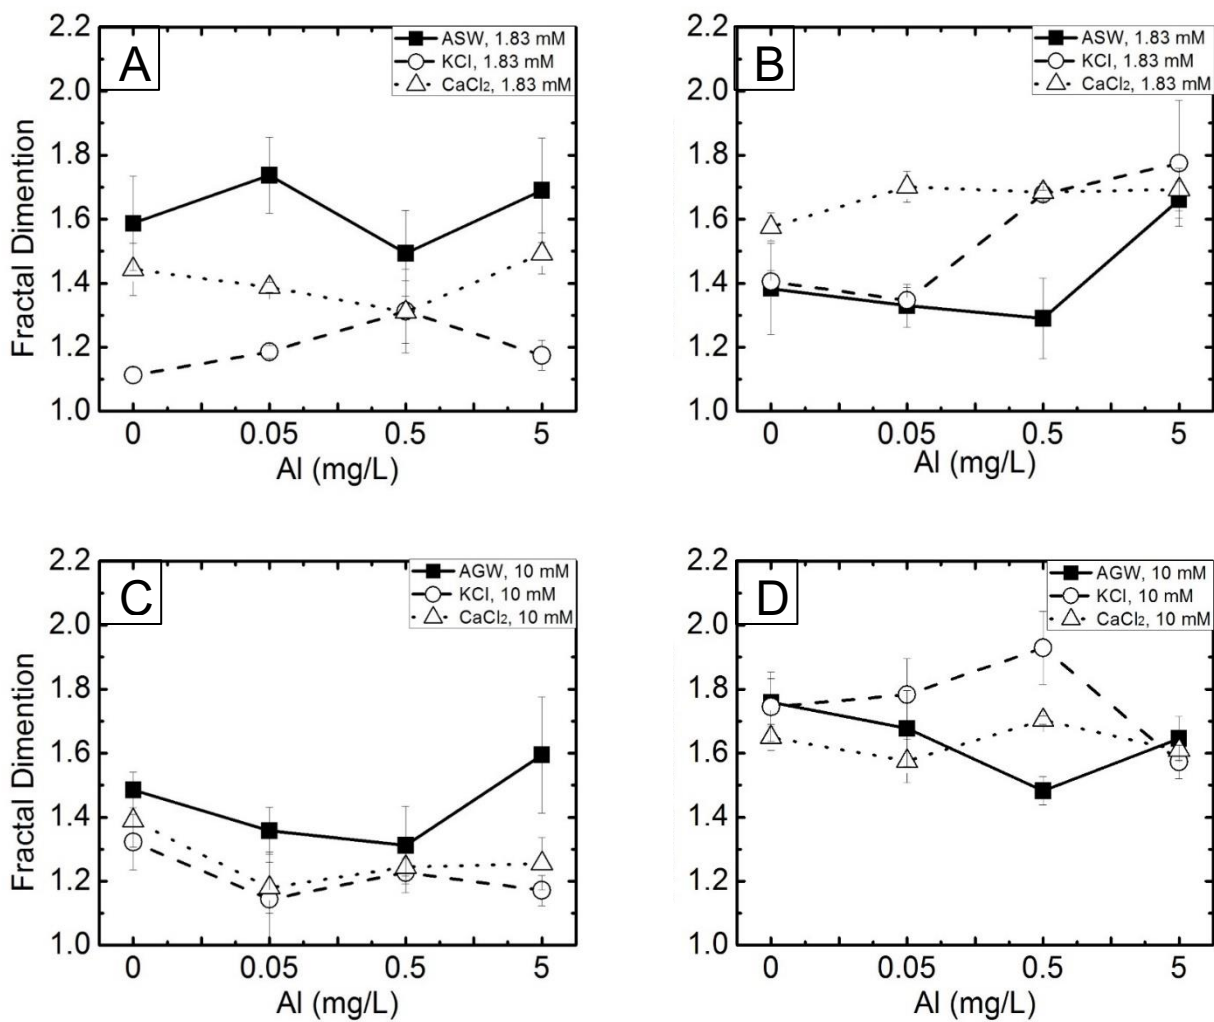 A
2.2
2.0
1.8
1.6
1.4
1.2
1.0
Fractal Dimention
ASW, 1.83 mM
KCl, 1.83 mM
CaCl₂, 1.83 mM
0 0.05 0.5 5
Al (mg/L)
B
2.2
2.0
1.8
1.6
1.4
1.2
1.0
ASW, 1.83 mM
KCl, 1.83 mM
CaCl₂, 1.83 mM
0 0.05 0.5 5
Al (mg/L)
C
2.2
2.0
1.8
1.6
1.4
1.2
1.0
Fractal Dimention
AGW, 10 mM
KCl, 10 mM
CaCl₂, 10 mM
0 0.05 0.5 5
Al (mg/L)
D
2.2
2.0
1.8
1.6
1.4
1.2
1.0
AGW, 10 mM
KCl, 10 mM
CaCl₂, 10 mM
0 0.05 0.5 5
Al (mg/L)